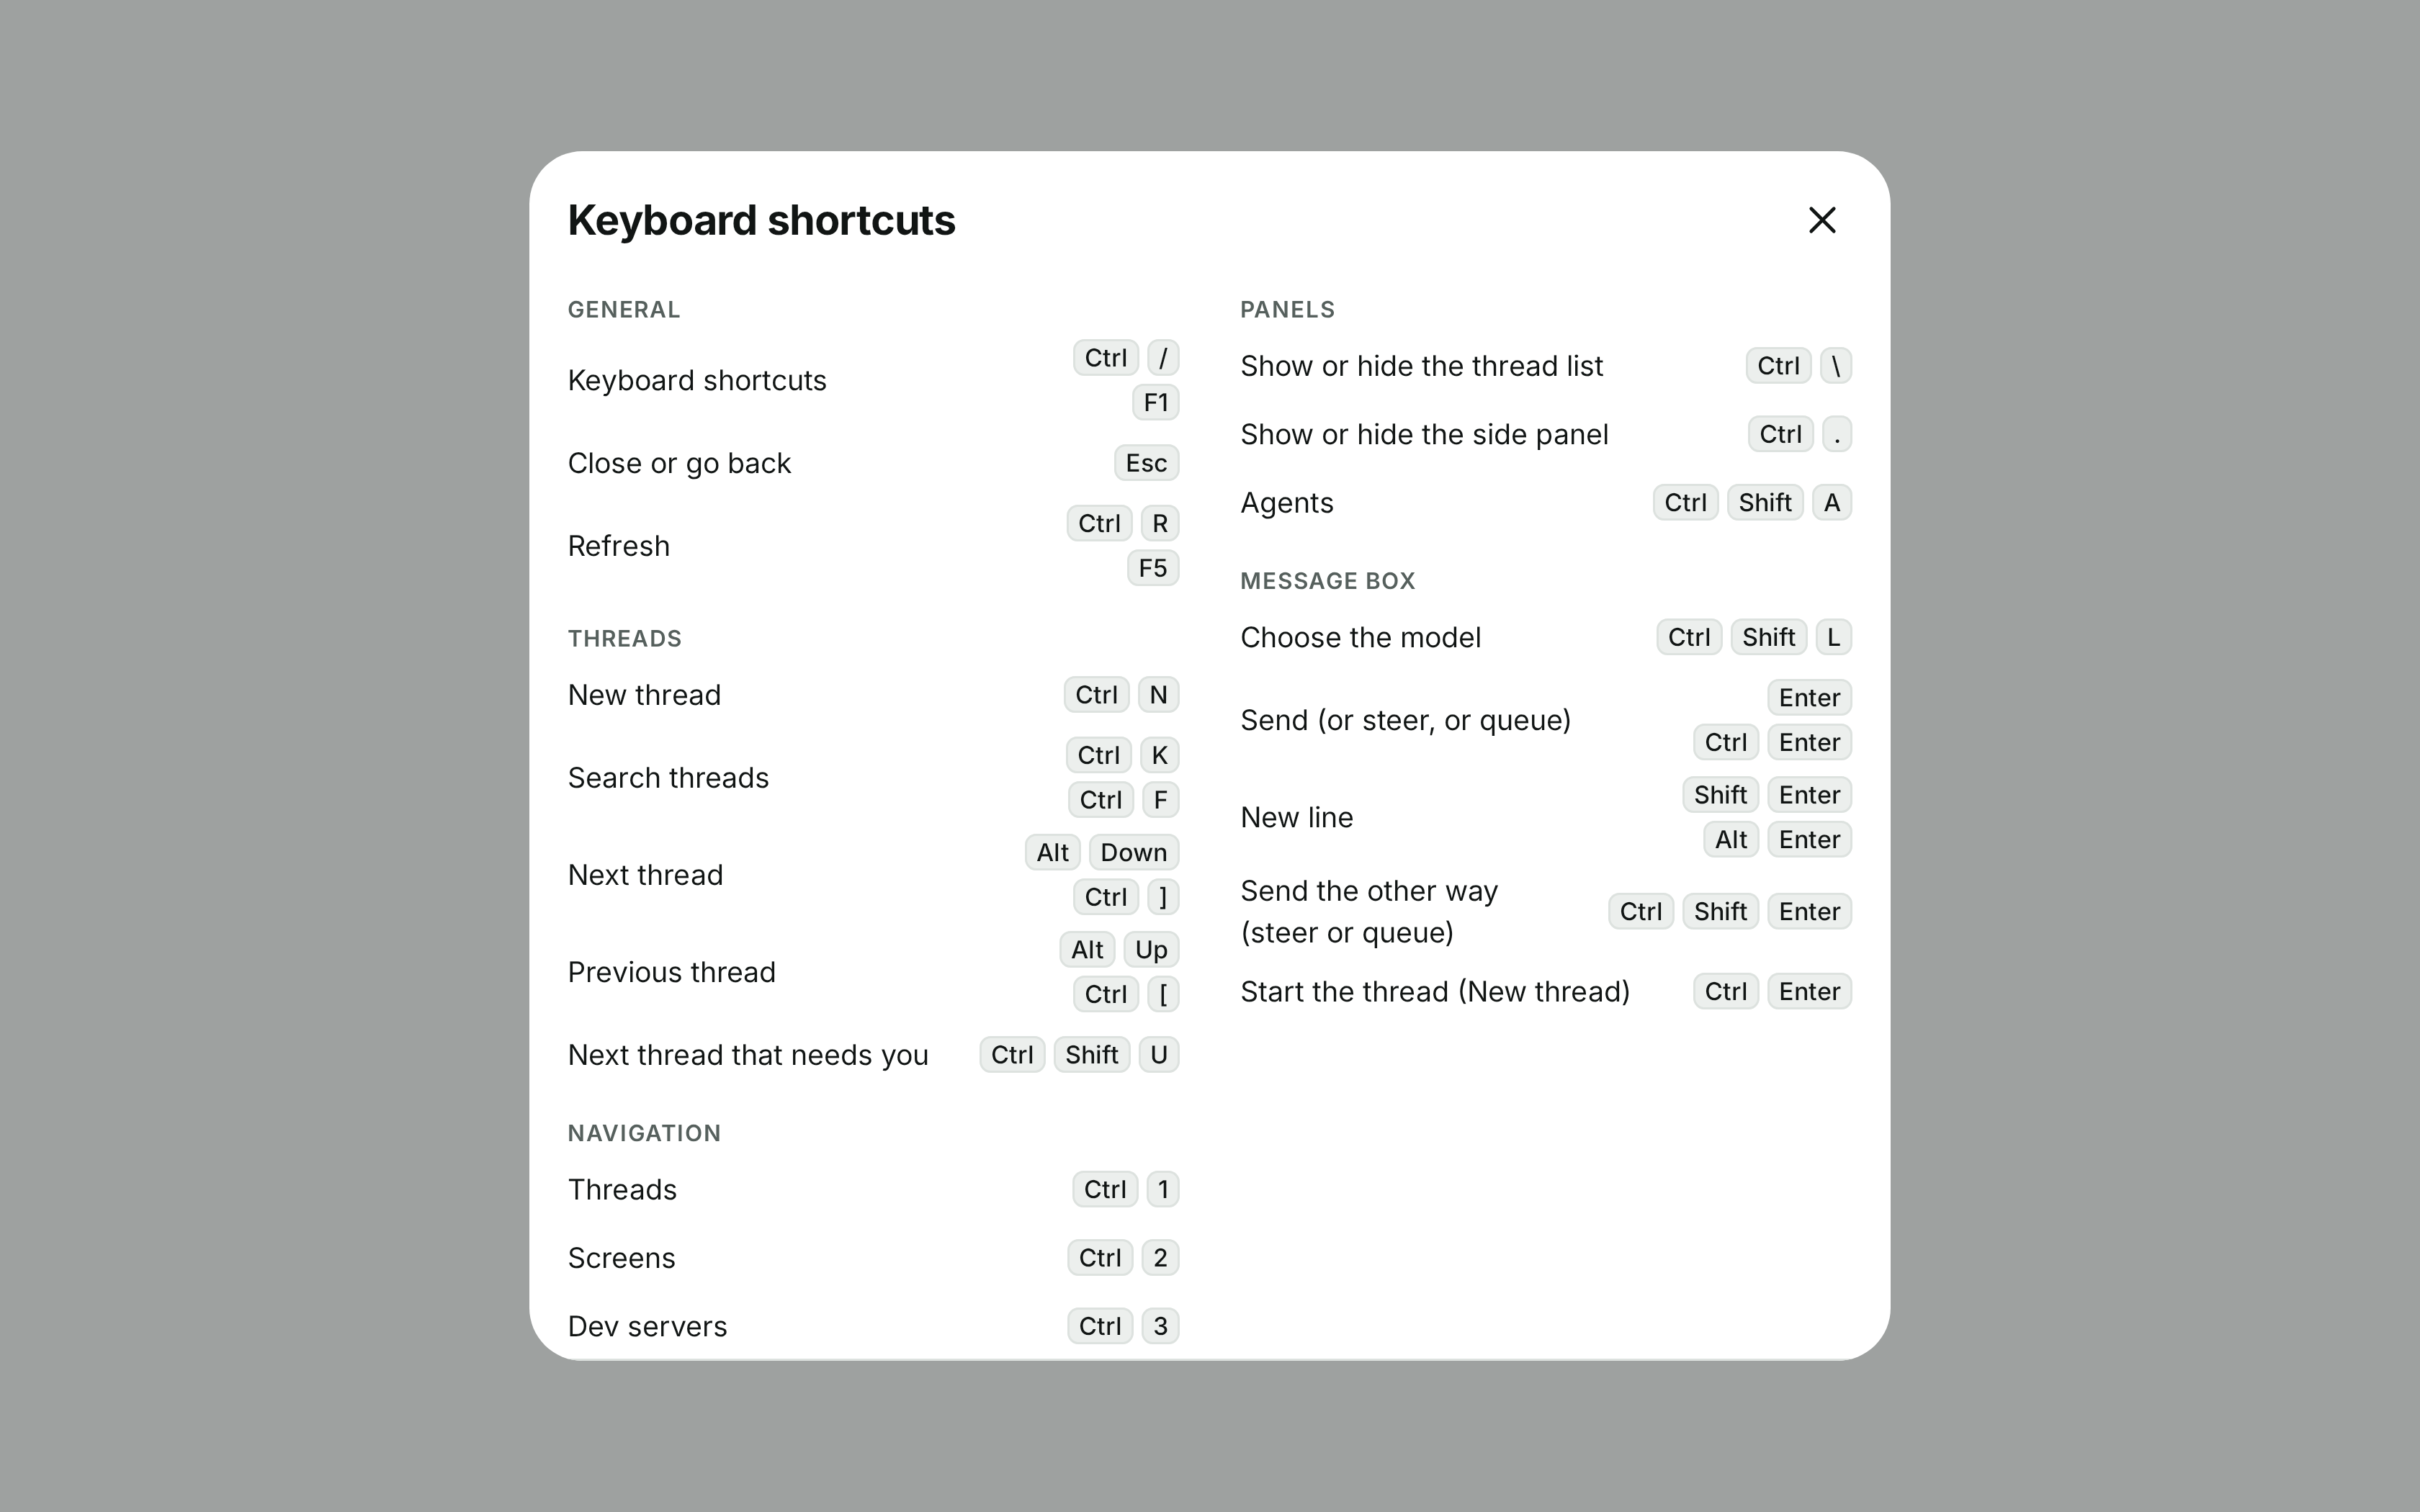 Keyboard shortcuts
GENERAL
Keyboard shortcuts
Ctrl /
F1
Close or go back Esc
Refresh
Ctrl R
F5
THREADS
New thread Ctrl N
Search threads
Ctrl K
Ctrl F
Next thread
Alt Down
Ctrl ]
Previous thread
Alt Up
Ctrl [
Next thread that needs you Ctrl Shift U
NAVIGATION
Threads Ctrl 1
Screens Ctrl 2
Dev servers Ctrl 3
PANELS
Show or hide the thread list Ctrl \
Show or hide the side panel Ctrl .
Agents Ctrl Shift A
MESSAGE BOX
Choose the model Ctrl Shift L
Send (or steer, or queue)
Enter
Ctrl Enter
New line
Shift Enter
Alt Enter
Send the other way
(steer or queue)
Ctrl Shift Enter
Start the thread (New thread) Ctrl Enter